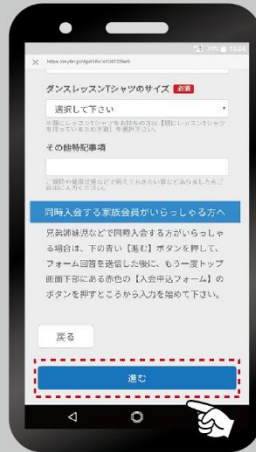 ダンスレッスンTシャツのサイズ 必須
選択して下さい
その他特記事項
同時入会する家族会員がいらっしゃる方へ
兄弟姉妹児などで同時入会する方がいらっしゃ
る場合は、下の青い【進む】ボタンを押して、
フォーム回答を送信した後に、もう一度トップ
画面下部にある赤色の【入会申込フォーム】の
ボタンを押すところから入力を始めて下さい。
戻る
進む